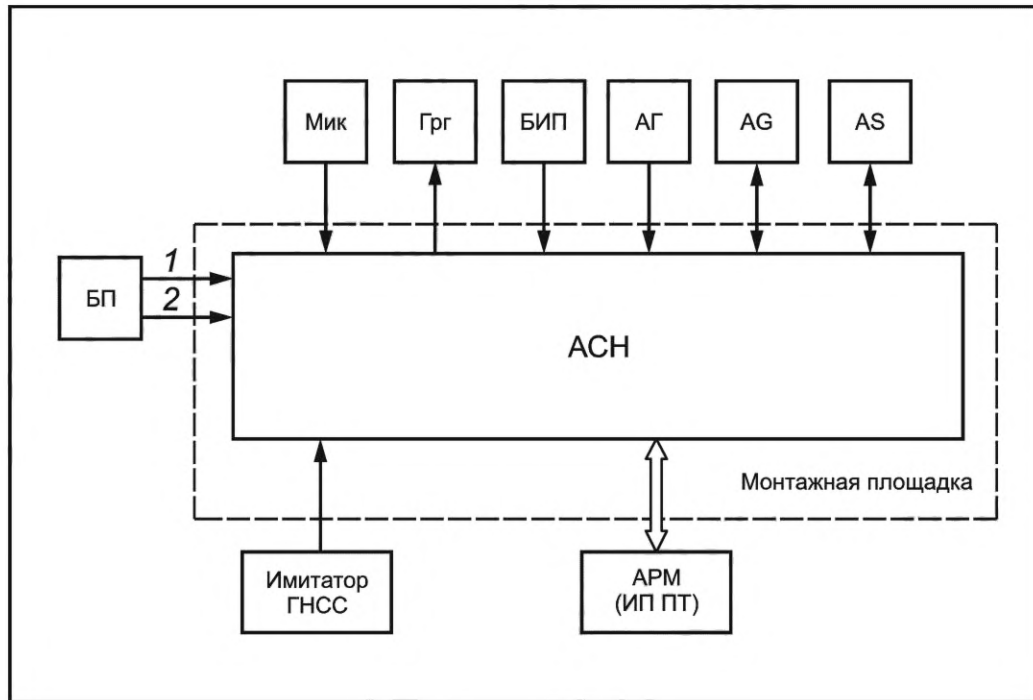 Мик
Грг
БИП
АГ
AG
AS
БП
1
2
АСН
Монтажная площадка
Имитатор
ГНСС
АРМ
(ИП ПТ)